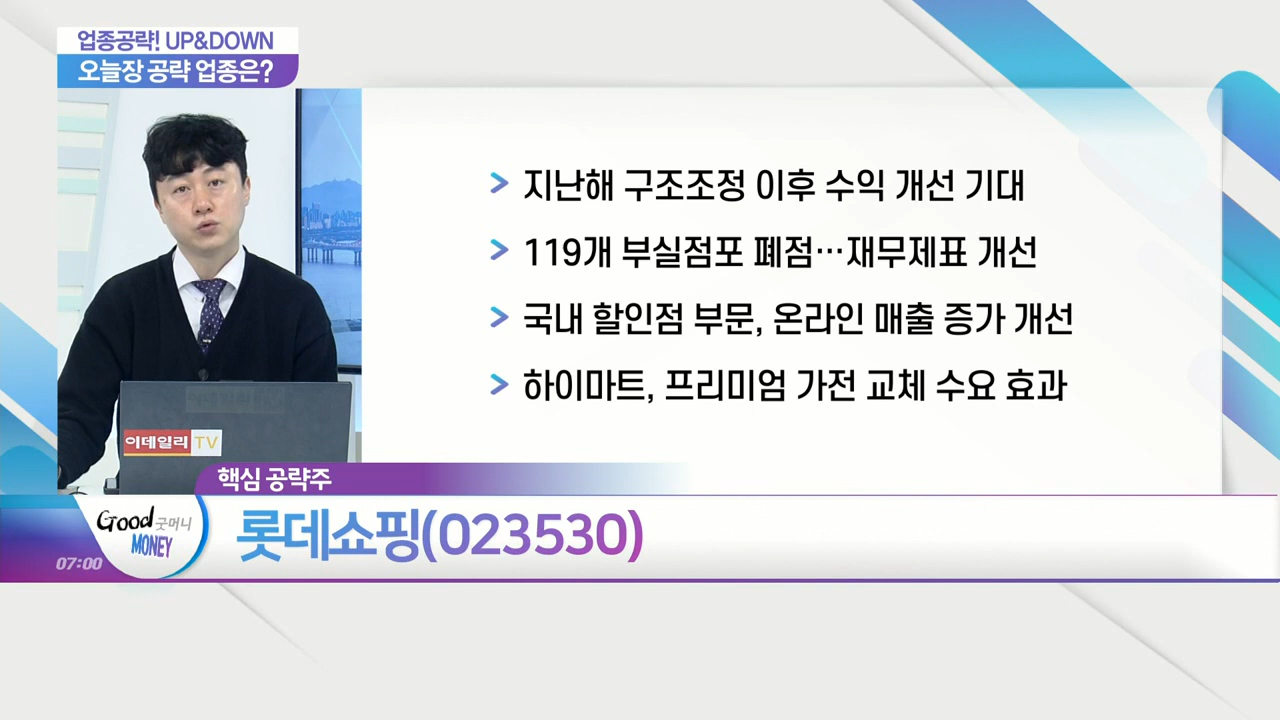 업종공략! UP&DOWN
오늘장 공략 업종은?
> 지난해 구조조정 이후 수익 개선 기대
> 119개 부실점포 폐점…재무제표 개선
> 국내 할인점 부문, 온라인 매출 증가 개선
> 하이마트, 프리미엄 가전 교체 수요 효과
이데일리 TV
핵심 공략주
Good 굿머니
MONEY
롯데쇼핑(023530)
07:00